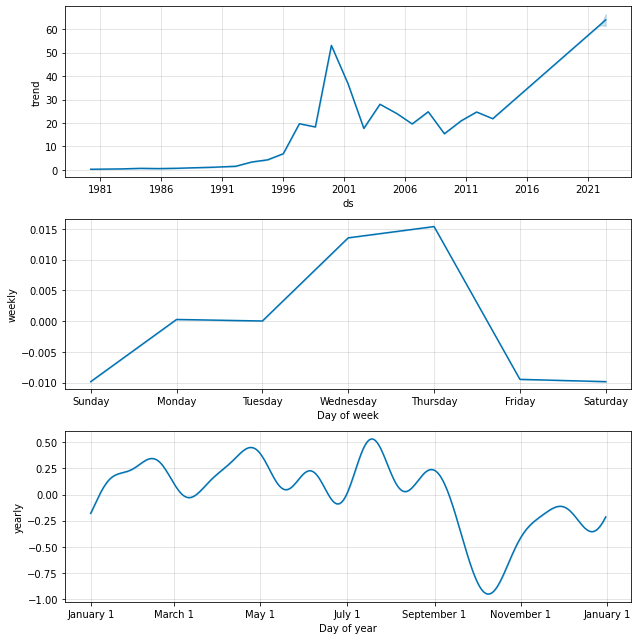 60
50
40
30
20
10
0
trend
1981 1986 1991 1996 2001 2006 2011 2016 2021
ds
0.015
0.010
0.005
0.000
−0.005
−0.010
weekly
Sunday Monday Tuesday Wednesday Thursday Friday Saturday
Day of week
0.50
0.25
0.00
−0.25
−0.50
−0.75
−1.00
yearly
January 1 March 1 May 1 July 1 September 1 November 1 January 1
Day of year